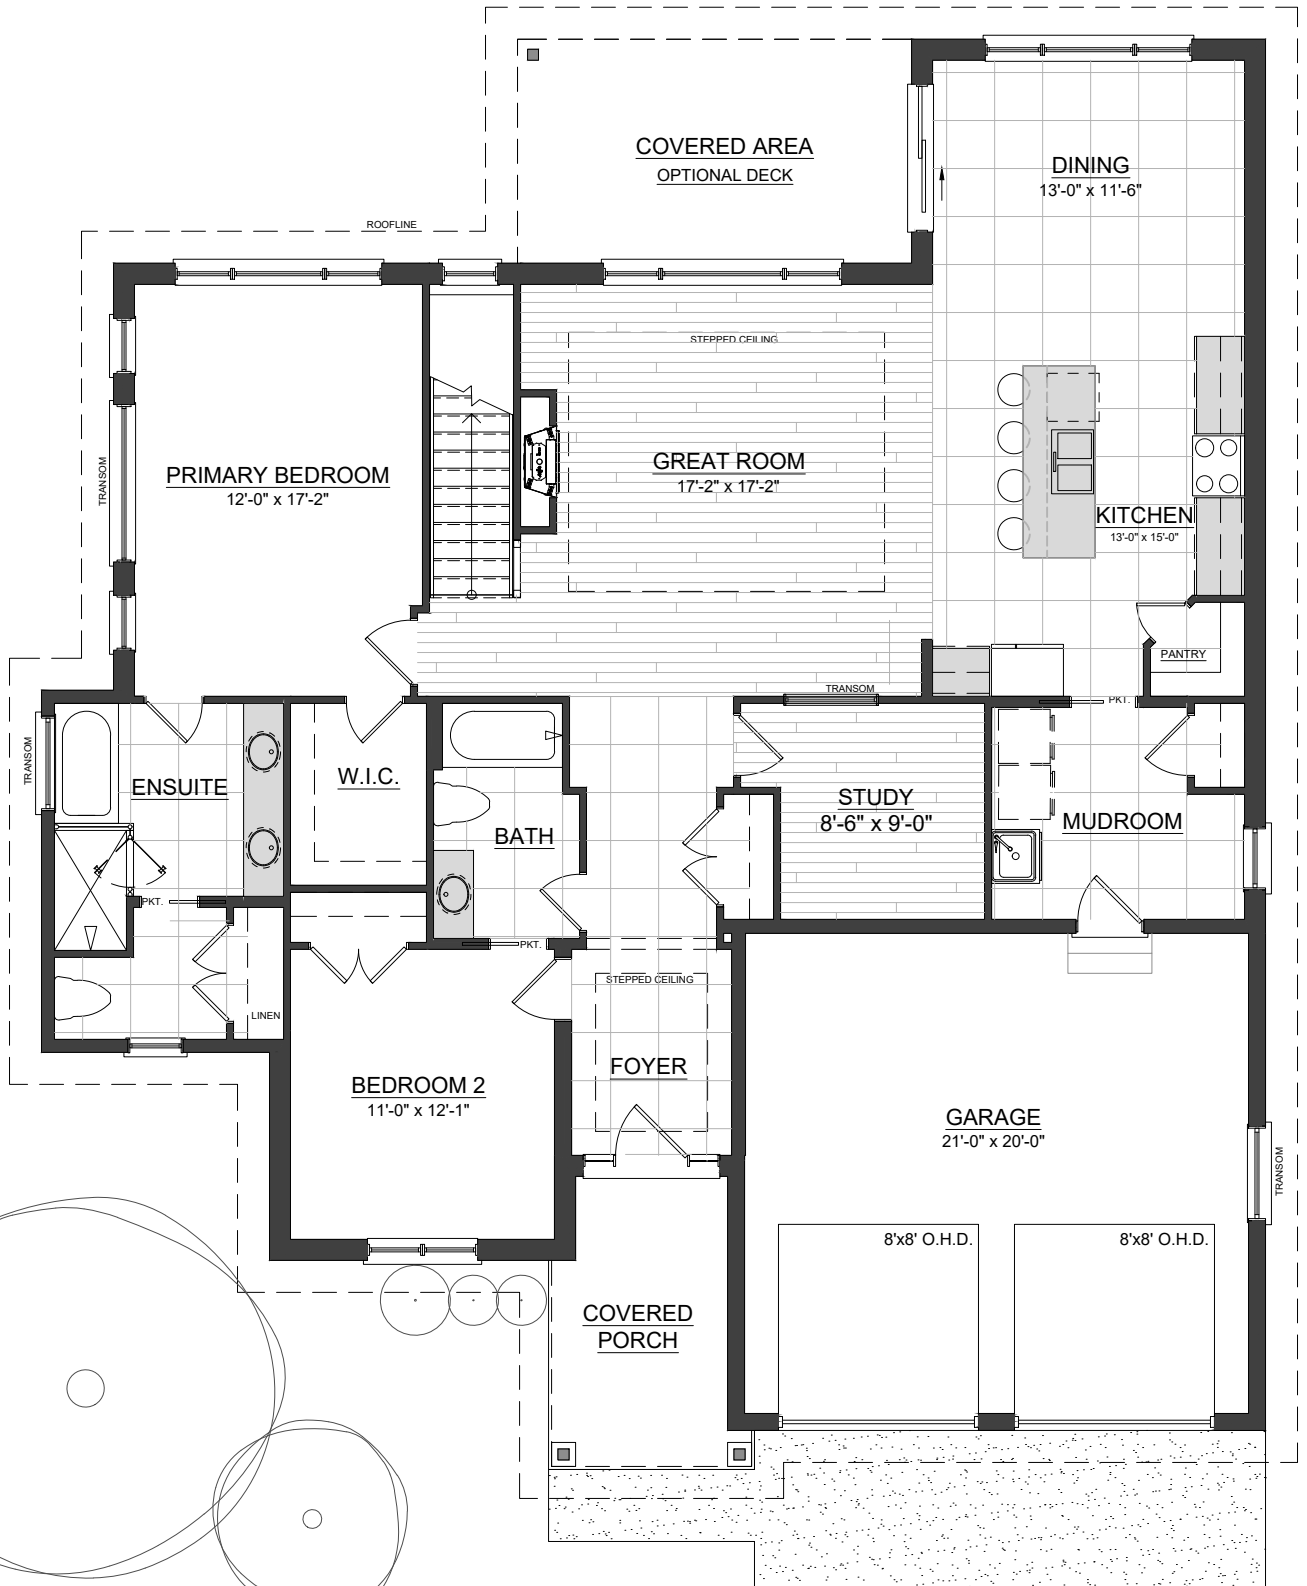 COVERED AREA
OPTIONAL DECK
DINING
13'-0" x 11'-6"
ROOFLINE
STEPPED CEILING
TRANSOM
PRIMARY BEDROOM
12'-0" x 17'-2"
GREAT ROOM
17'-2" x 17'-2"
KITCHEN
13'-0" x 15'-0"
PANTRY
TRANSOM
PKT.
TRANSOM
ENSUITE
W.I.C.
BATH
STUDY
8'-6" x 9'-0"
MUDROOM
PKT.
PKT.
STEPPED CEILING
LINEN
FOYER
BEDROOM 2
11'-0" x 12'-1"
GARAGE
21'-0" x 20'-0"
TRANSOM
8'x8' O.H.D.
8'x8' O.H.D.
COVERED
PORCH